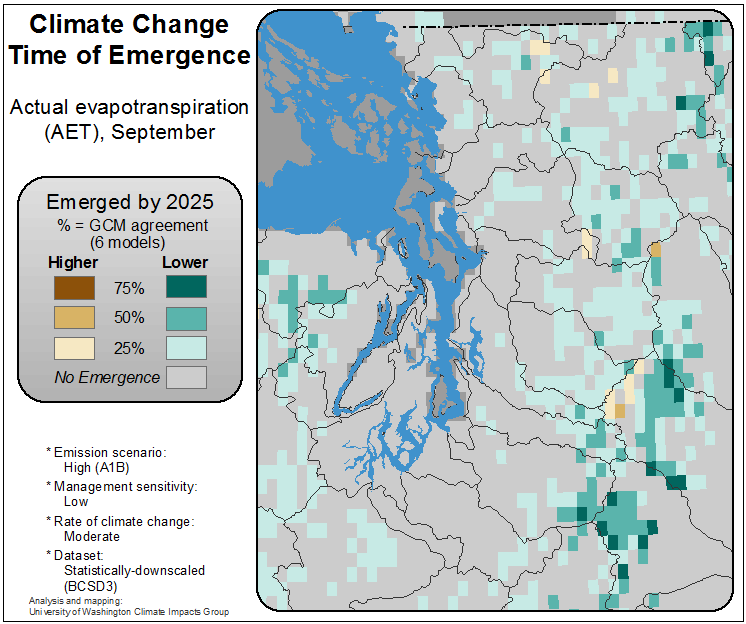 Climate Change
Time of Emergence
Actual evapotranspiration
(AET), September
Emerged by 2025
% = GCM agreement
(6 models)
Higher Lower
75%
50%
25%
No Emergence
* Emission scenario:
High (A1B)
* Management sensitivity:
Low
* Rate of climate change:
Moderate
* Dataset:
Statistically-downscaled
(BCSD3)
Analysis and mapping:
University of Washington Climate Impacts Group